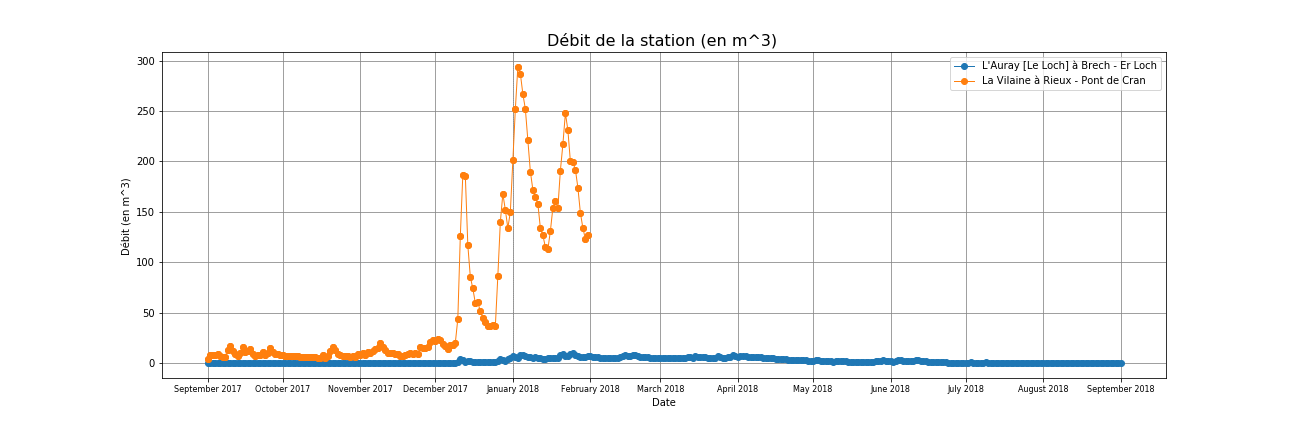 Débit de la station (en m^3)
L'Auray [Le Loch] à Brech - Er Loch
La Vilaine à Rieux - Pont de Cran
Débit (en m^3)
300
250
200
150
100
50
0
September 2017 October 2017 November 2017 December 2017 January 2018 February 2018 March 2018 April 2018 May 2018 June 2018 July 2018 August 2018 September 2018
Date